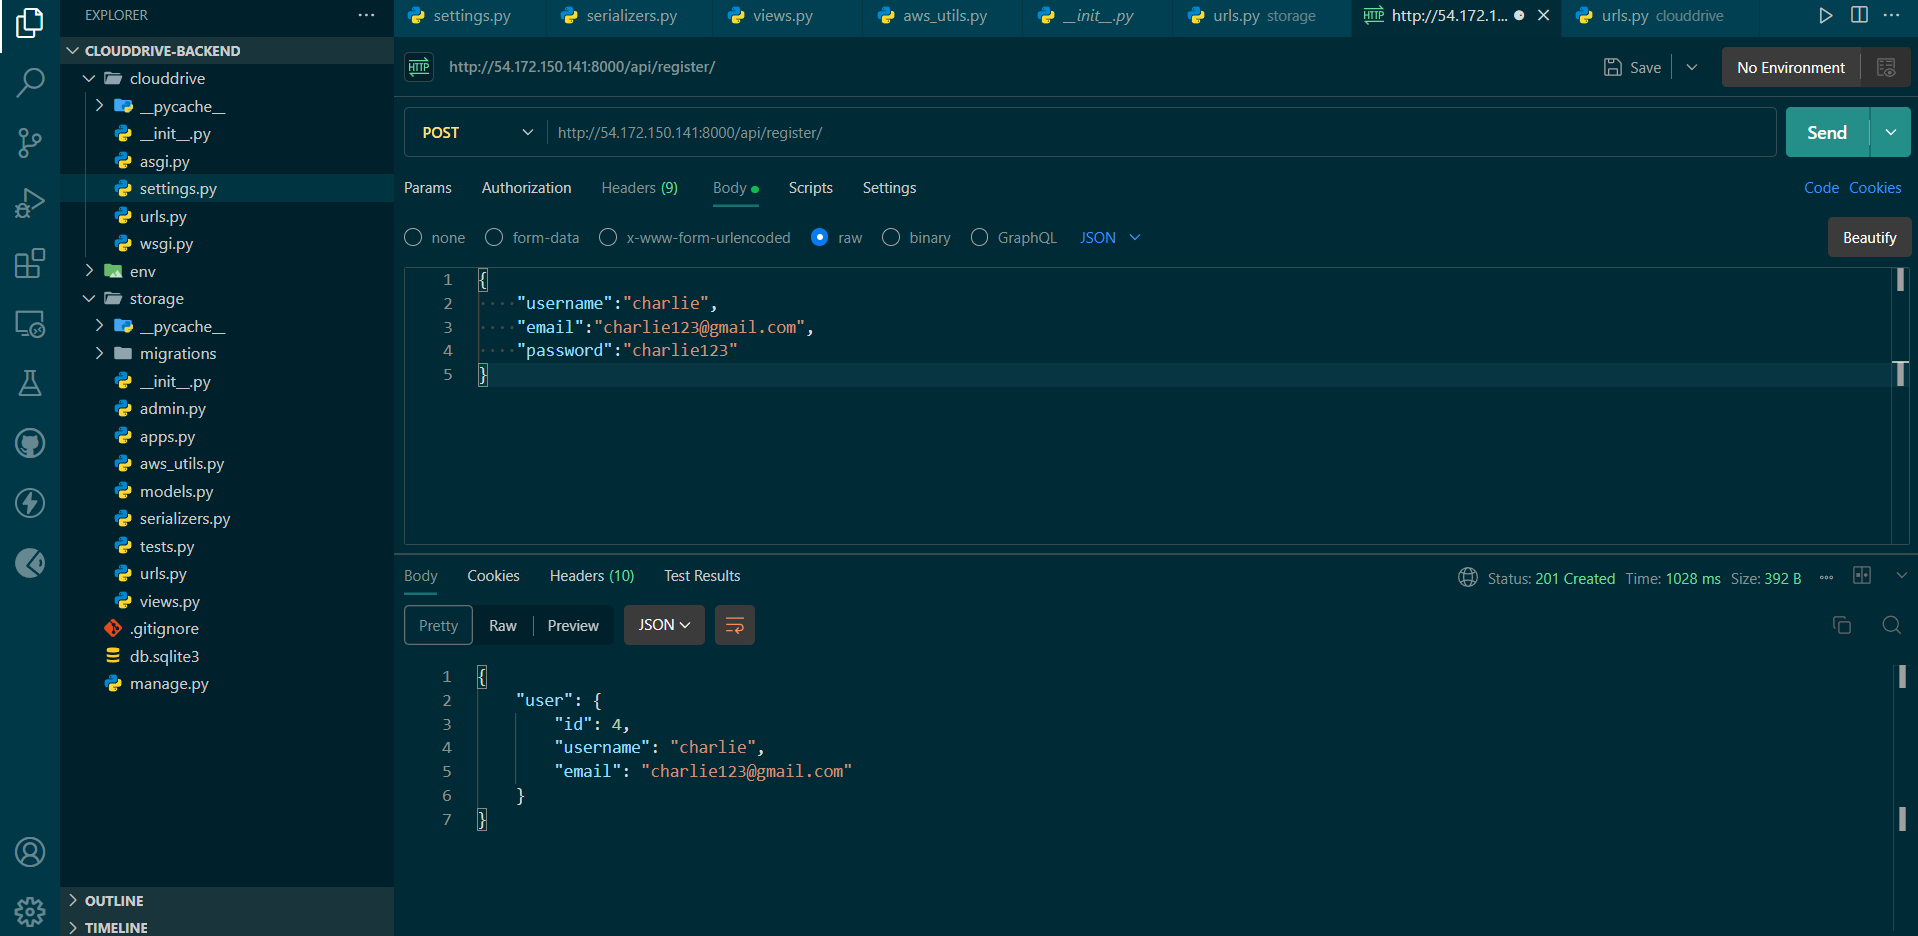 EXPLORER
CLOUDDRIVE-BACKEND
clouddrive
__pycache__
__init__.py
asgi.py
settings.py
urls.py
wsgi.py
env
storage
__pycache__
migrations
__init__.py
admin.py
apps.py
aws_utils.py
models.py
serializers.py
tests.py
urls.py
views.py
.gitignore
db.sqlite3
manage.py
OUTLINE
TIMELINE
settings.py serializers.py views.py aws_utils.py __init__.py urls.py storage HTTP http://54.172.1... urls.py clouddrive
HTTP http://54.172.150.141:8000/api/register/ Save No Environment
POST http://54.172.150.141:8000/api/register/ Send
Params Authorization Headers (9) Body Scripts Settings Code Cookies
none form-data x-www-form-urlencoded raw binary GraphQL JSON Beautify
1 {
2 ····"username":"charlie",
3 ····"email":"charlie123@gmail.com",
4 ····"password":"charlie123"
5 }
Body Cookies Headers (10) Test Results Status: 201 Created Time: 1028 ms Size: 392 B
Pretty Raw Preview JSON
1 {
2 "user": {
3 "id": 4,
4 "username": "charlie",
5 "email": "charlie123@gmail.com"
6 }
7 }